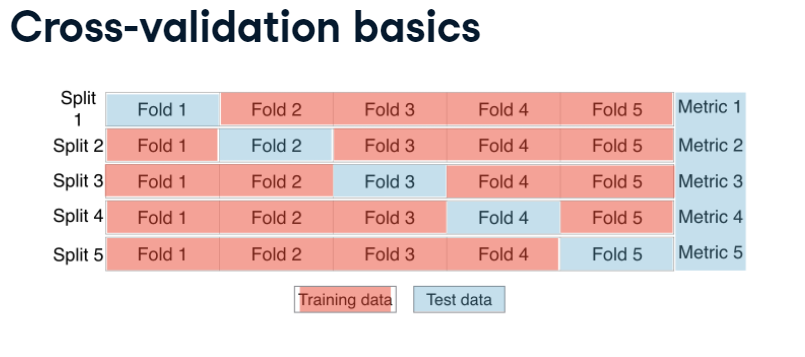 Cross-validation basics
Split 1 Fold 1 Fold 2 Fold 3 Fold 4 Fold 5 Metric 1
Split 2 Fold 1 Fold 2 Fold 3 Fold 4 Fold 5 Metric 2
Split 3 Fold 1 Fold 2 Fold 3 Fold 4 Fold 5 Metric 3
Split 4 Fold 1 Fold 2 Fold 3 Fold 4 Fold 5 Metric 4
Split 5 Fold 1 Fold 2 Fold 3 Fold 4 Fold 5 Metric 5
Training data Test data